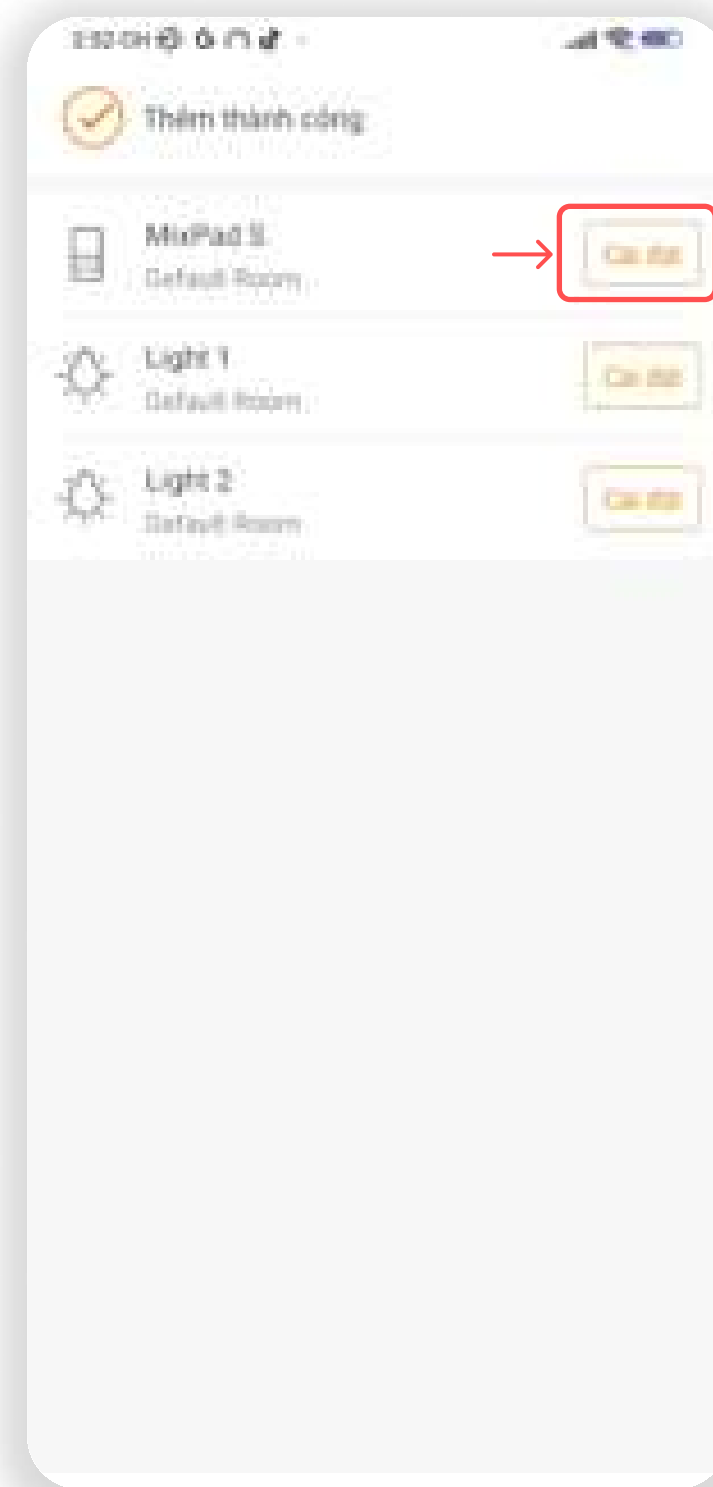 Thêm thành công
MixPad S
Default Room
Cài đặt
Light 1
Default Room
Cài đặt
Light 2
Default Room
Cài đặt